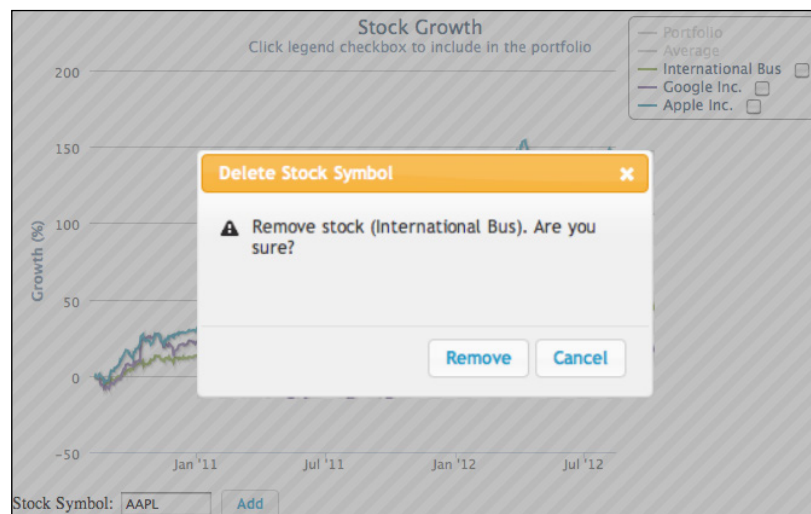 Stock Growth
Click legend checkbox to include in the portfolio
Portfolio
Average
International Bus
Google Inc.
Apple Inc.
200
150
100
50
0
-50
Growth (%)
Delete Stock Symbol
Remove stock (International Bus). Are you
sure?
Remove Cancel
Jan '11 Jul '11 Jan '12 Jul '12
Stock Symbol: AAPL Add